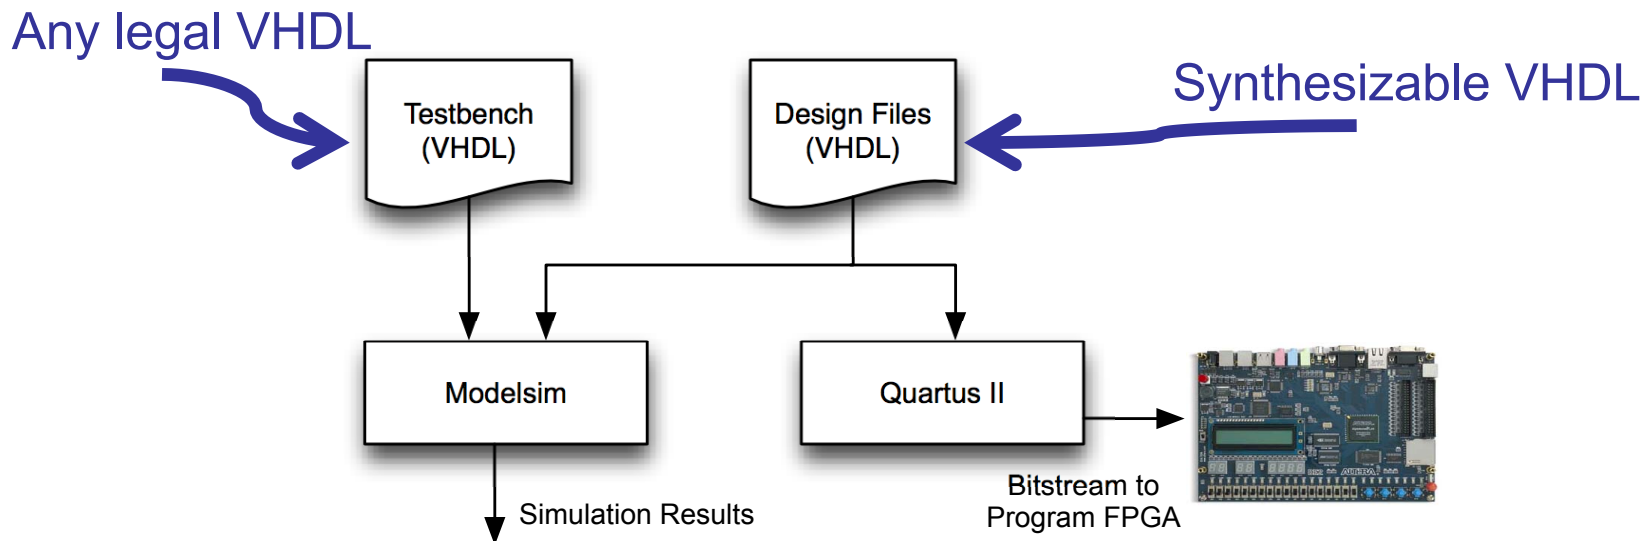 Any legal VHDL
Synthesizable VHDL
Testbench
(VHDL)
Design Files
(VHDL)
Modelsim
Quartus II
Simulation Results
Bitstream to
Program FPGA